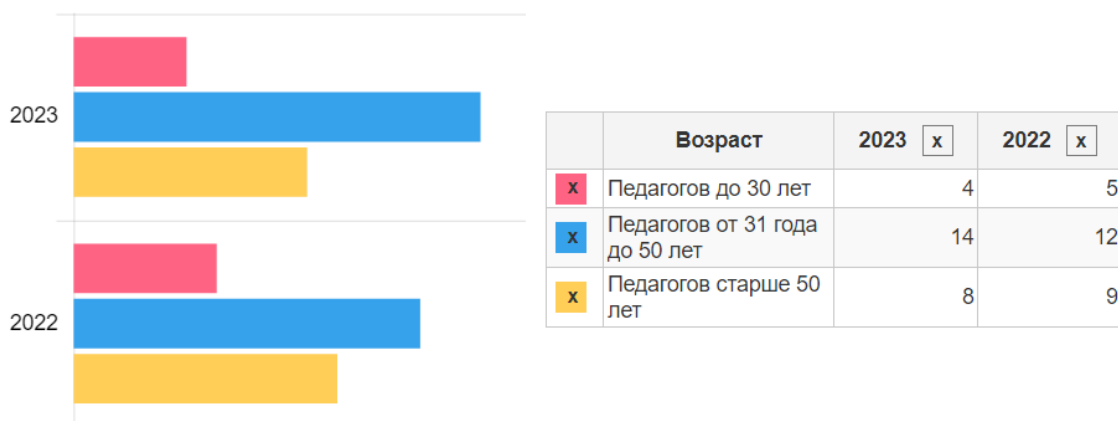 2023
2022
Возраст 2023 x 2022 x
x Педагогов до 30 лет 4 5
x Педагогов от 31 года
до 50 лет 14 12
x Педагогов старше 50
лет 8 9